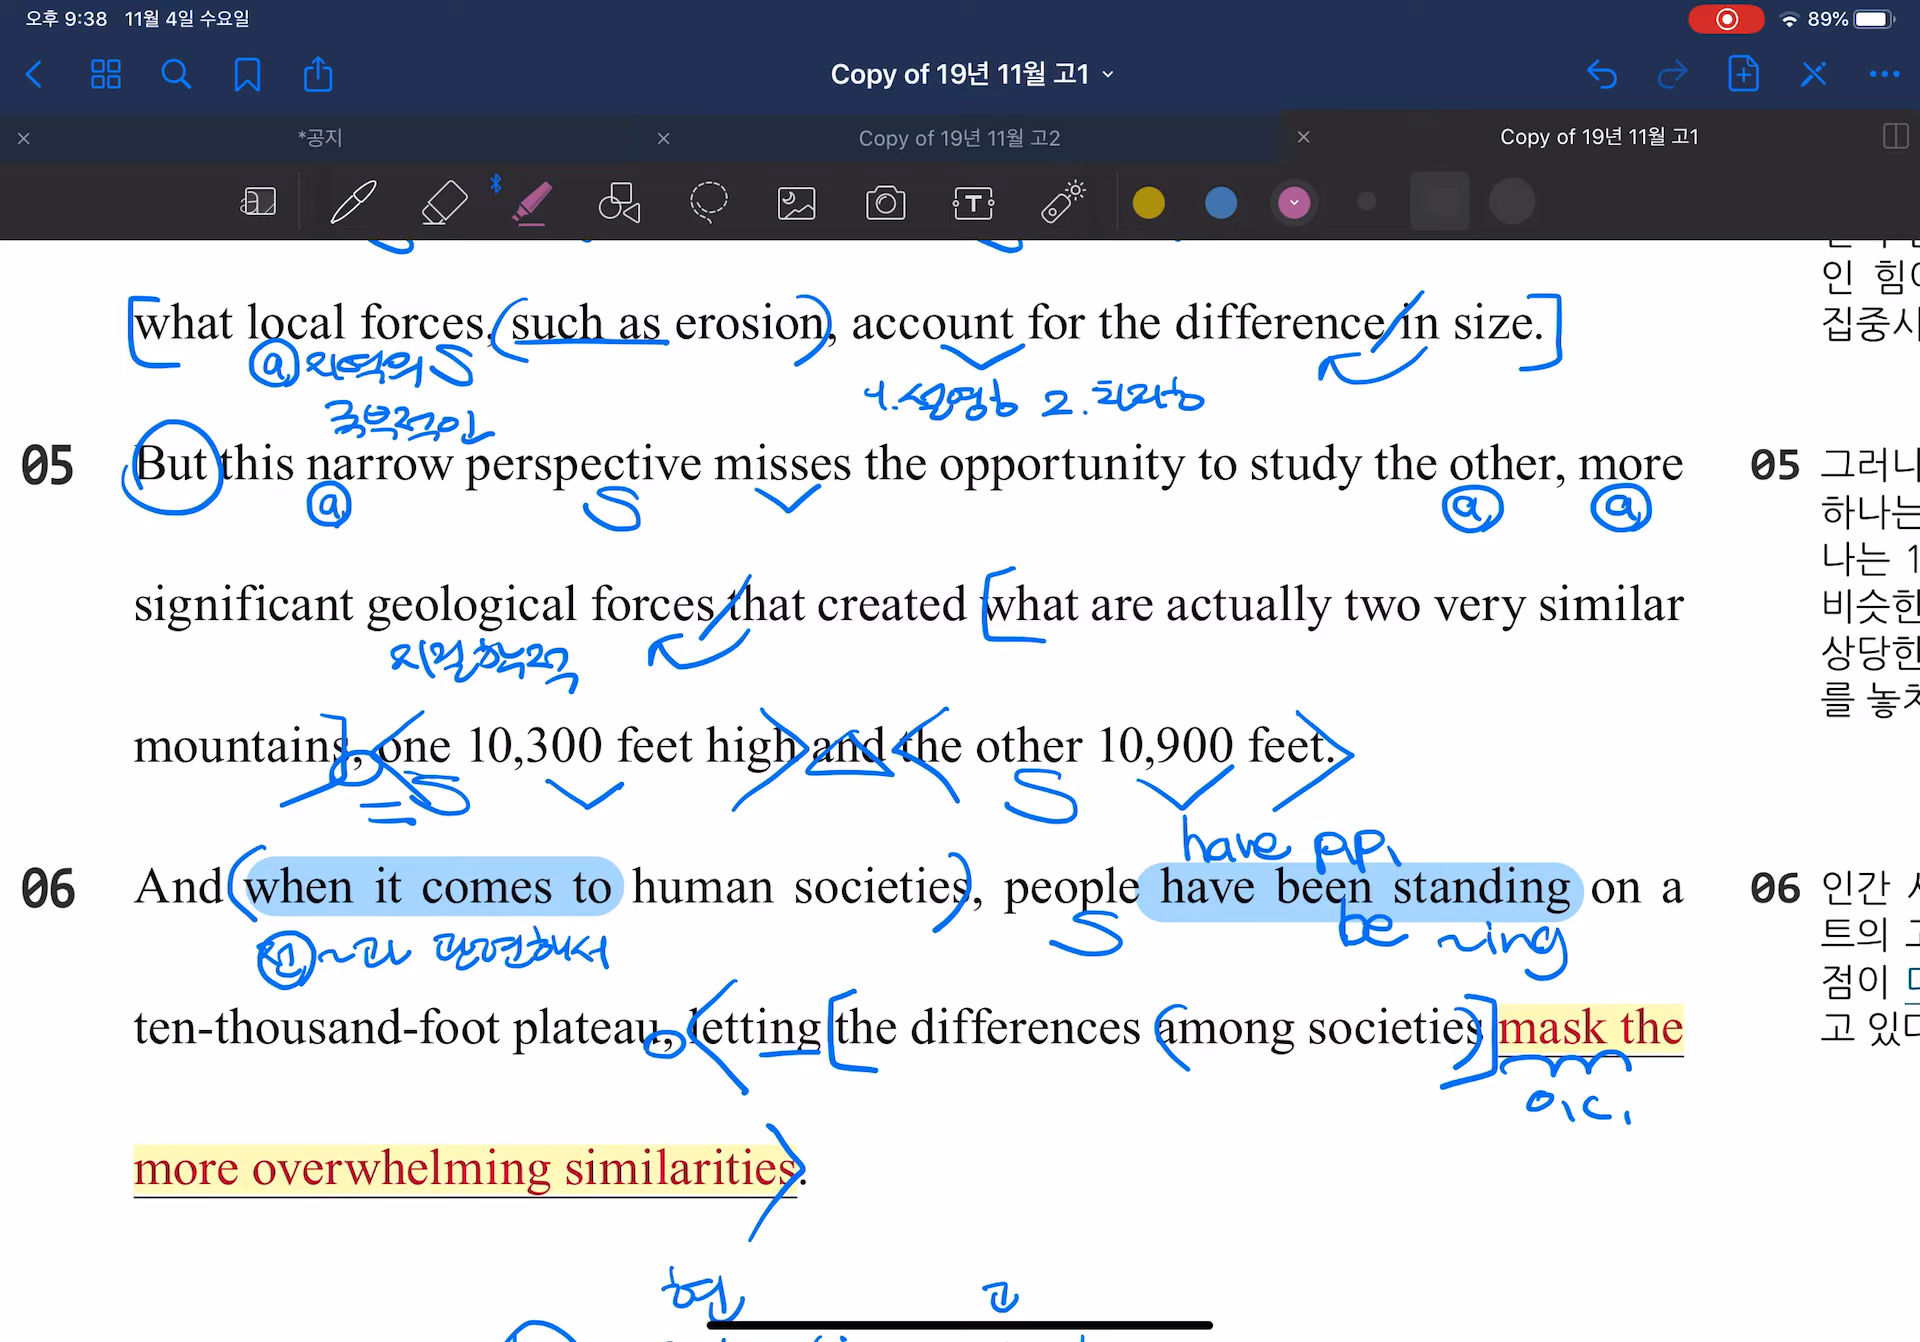 오후 9:38 11월 4일 수요일 89%
Copy of 19년 11월 고1
*공지 Copy of 19년 11월 고2 Copy of 19년 11월 고1
what local forces, such as erosion, account for the difference in size.
인 힘이
집중시
ⓐ 지역의 S
국부적인
1. 설명하 2. 차지하
05 But this narrow perspective misses the opportunity to study the other, more
05 그러나
하나는
ⓐ S ⓐ ⓐ
나는 1
significant geological forces that created what are actually two very similar
비슷한
지질학적
상당한
를 놓치
mountains, one 10,300 feet high and the other 10,900 feet.
= S S
have p.p.
06 And when it comes to human societies, people have been standing on a
06 인간 사
전 ~과 관련해서 S be ~ing
트의 고
점이
ten-thousand-foot plateau, letting the differences among societies mask the
고 있다
O.C.
more overwhelming similarities.
현 고